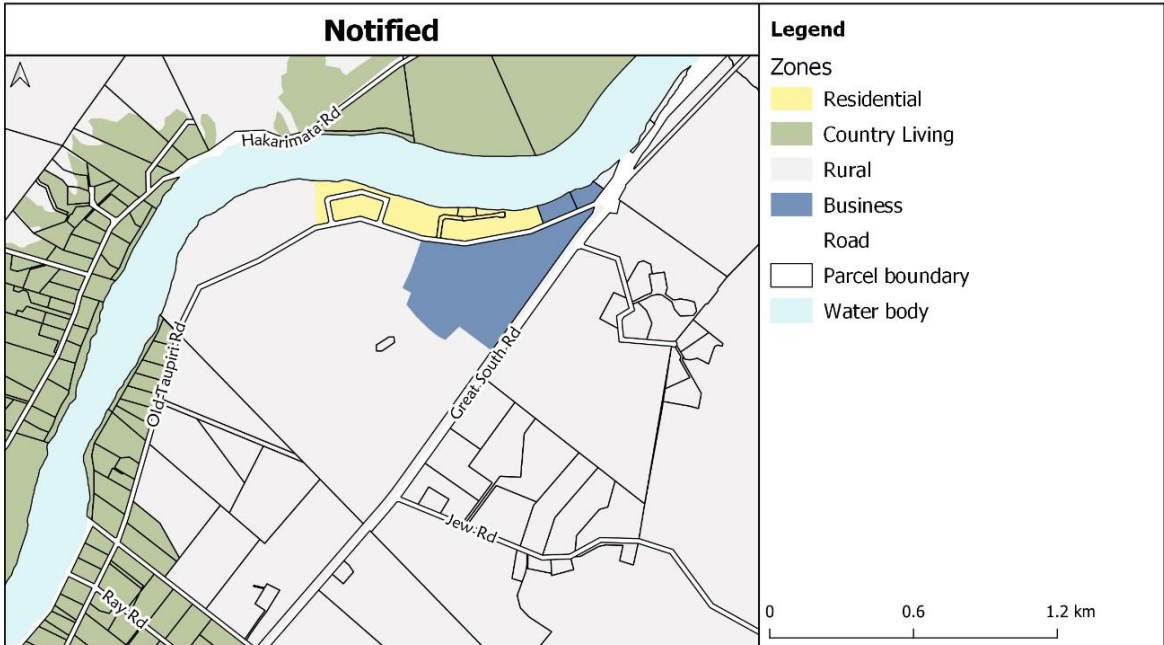 Notified
Legend
Zones
Residential
Country Living
Rural
Business
Road
Parcel boundary
Water body
Hakarimata Rd
Old Taupiri Rd
Great South Rd
Jew Rd
Ray Rd
0 0.6 1.2 km